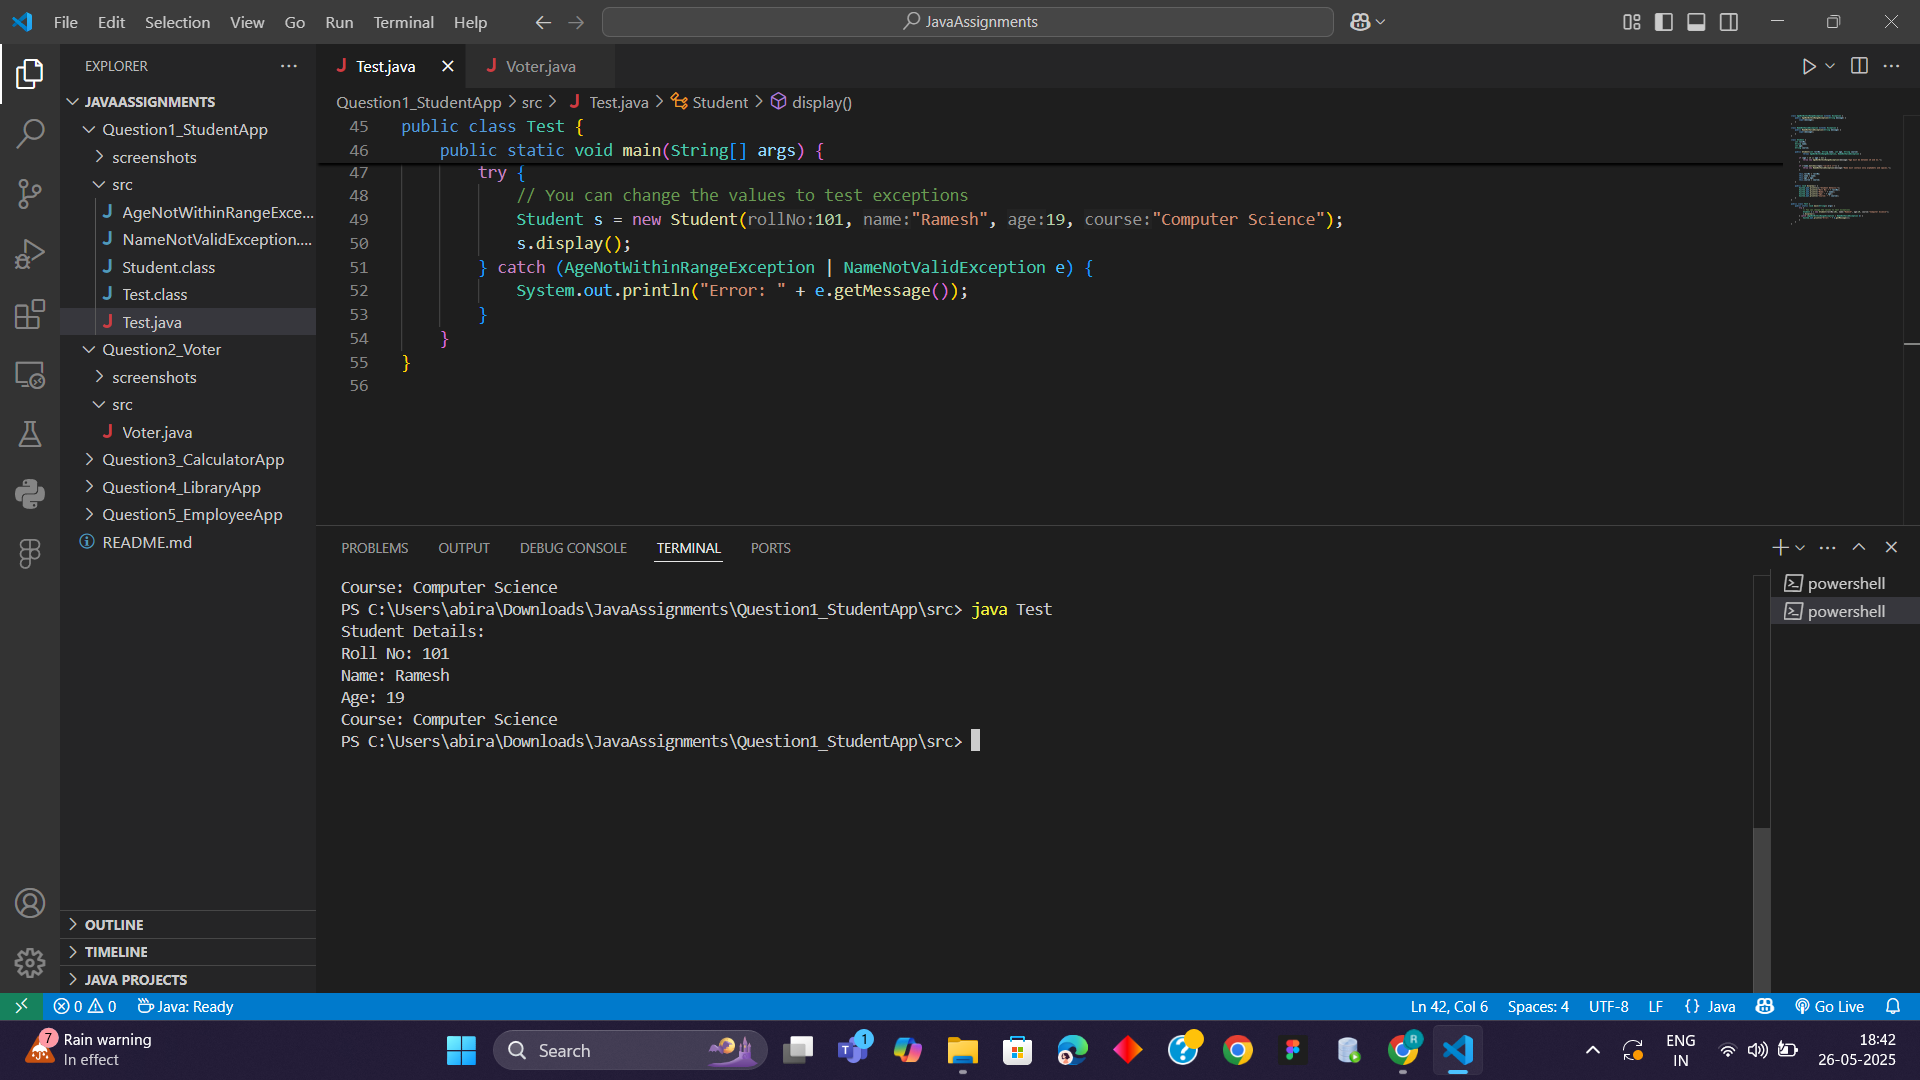 File Edit Selection View Go Run Terminal Help
JavaAssignments
EXPLORER
JAVAASSIGNMENTS
Question1_StudentApp
screenshots
src
AgeNotWithinRangeExce...
NameNotValidException....
Student.class
Test.class
Test.java
Question2_Voter
screenshots
src
Voter.java
Question3_CalculatorApp
Question4_LibraryApp
Question5_EmployeeApp
README.md
OUTLINE
TIMELINE
JAVA PROJECTS
Test.java Voter.java
Question1_StudentApp src Test.java Student display()
45 public class Test {
46 public static void main(String[] args) {
47 try {
48 // You can change the values to test exceptions
49 Student s = new Student(rollNo:101, name:"Ramesh", age:19, course:"Computer Science");
50 s.display();
51 } catch (AgeNotWithinRangeException | NameNotValidException e) {
52 System.out.println("Error: " + e.getMessage());
53 }
54 }
55 }
56
PROBLEMS OUTPUT DEBUG CONSOLE TERMINAL PORTS
Course: Computer Science
PS C:\Users\abira\Downloads\JavaAssignments\Question1_StudentApp\src> java Test
Student Details:
Roll No: 101
Name: Ramesh
Age: 19
Course: Computer Science
PS C:\Users\abira\Downloads\JavaAssignments\Question1_StudentApp\src>
powershell
powershell
0 0 Java: Ready
Ln 42, Col 6 Spaces: 4 UTF-8 LF {} Java Go Live
7
Rain warning
In effect
Search
1
R
ENG
IN
18:42
26-05-2025